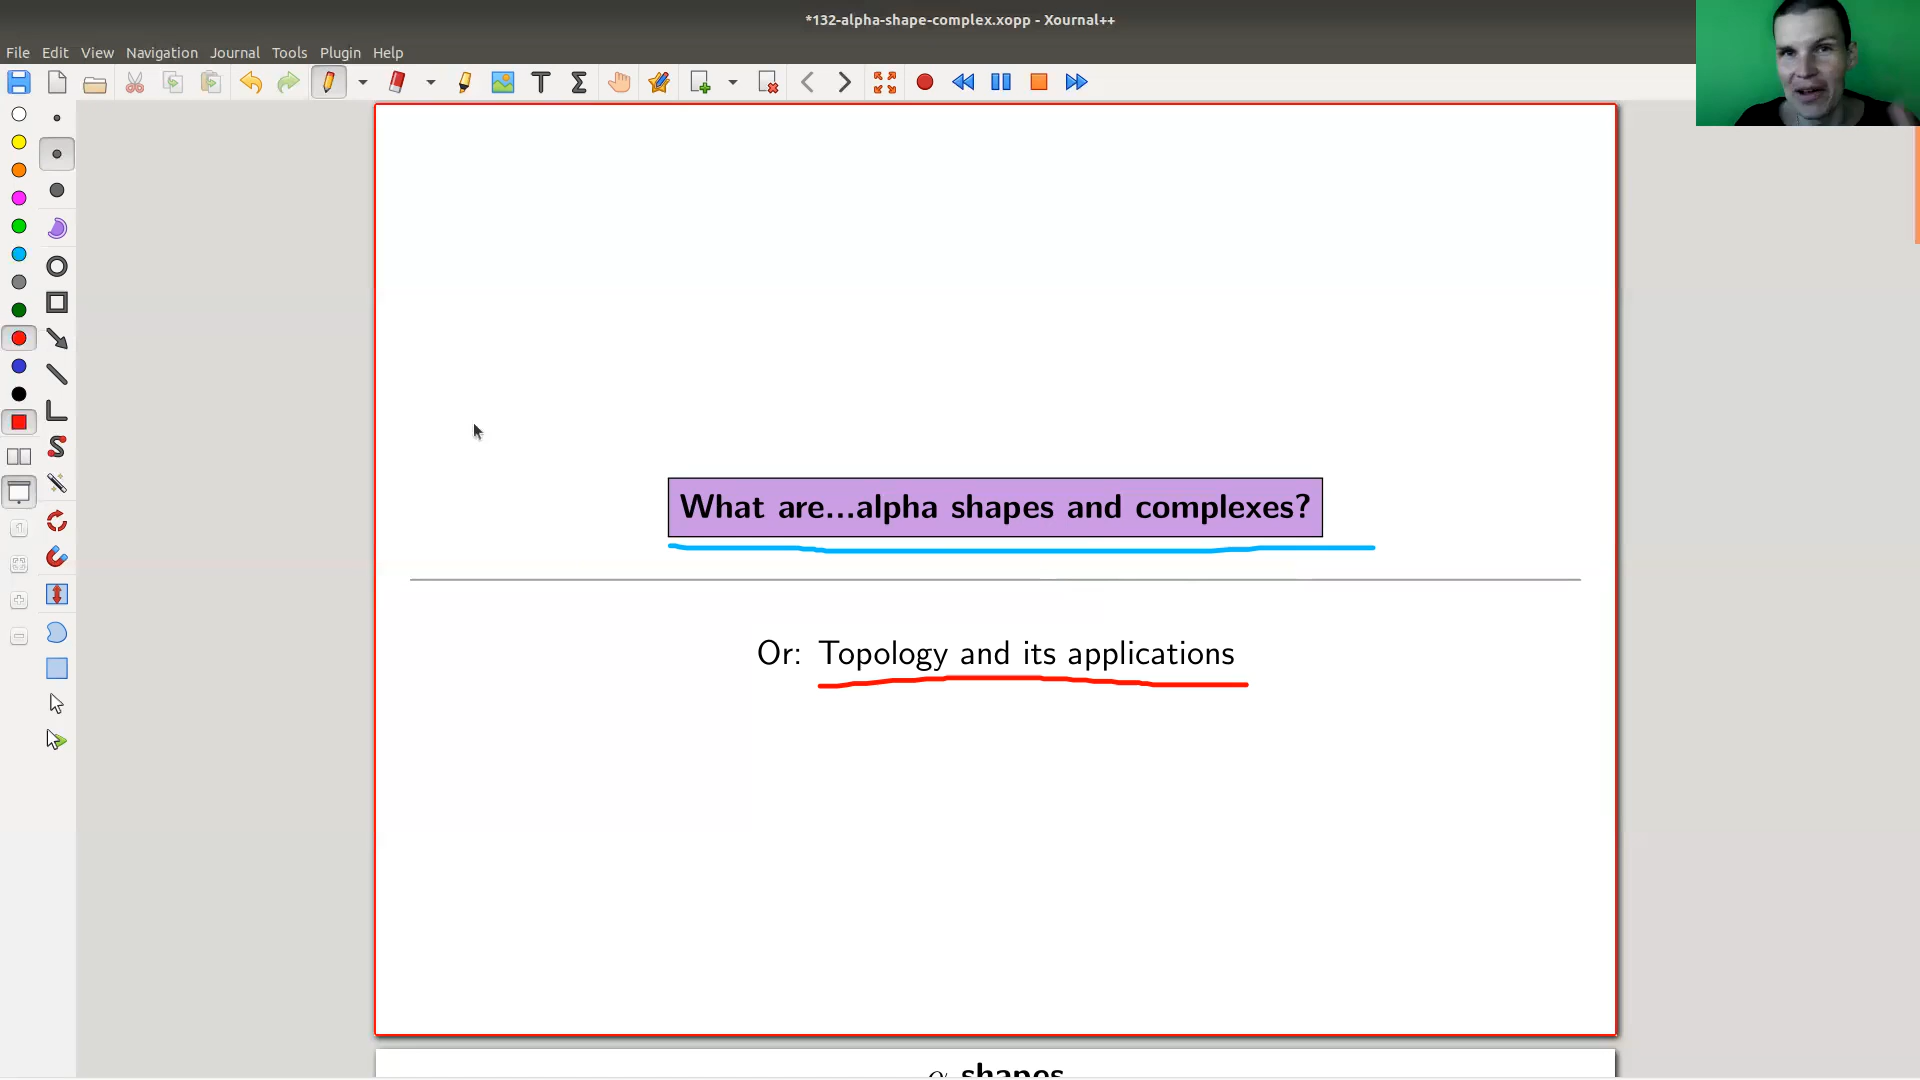 *132-alpha-shape-complex.xopp - Xournal++
File Edit View Navigation Journal Tools Plugin Help
What are...alpha shapes and complexes?
Or: Topology and its applications
α shapes